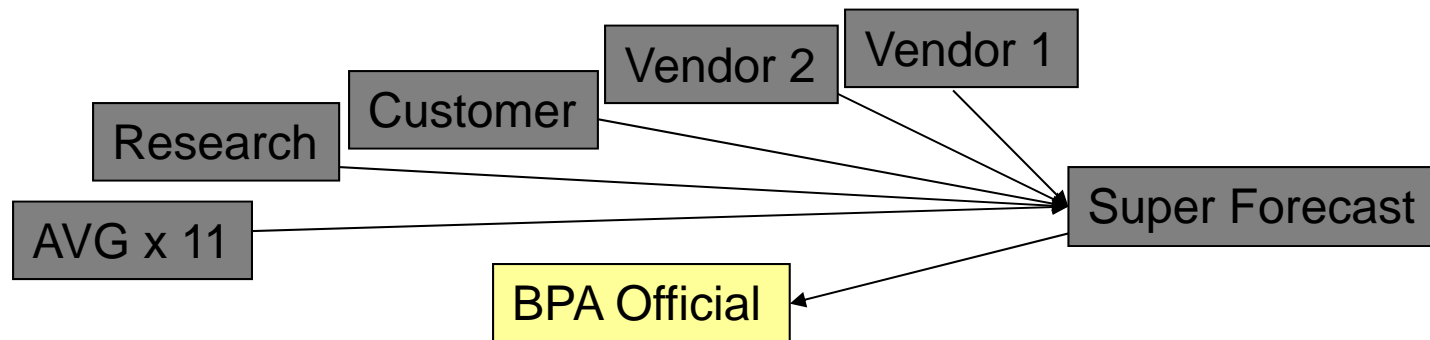 Vendor 1
Vendor 2
Customer
Research
Super Forecast
AVG x 11
BPA Official